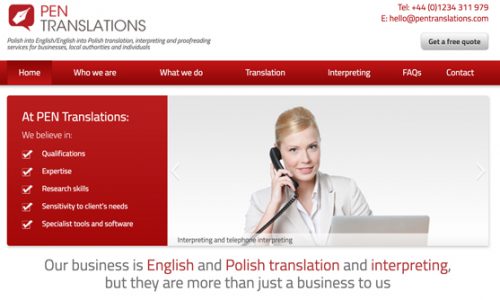 PEN
TRANSLATIONS
Polish into English/English into Polish translation, interpreting and proofreading
services for businesses, local authorities and individuals
Tel: +44 (0)1234 311 979
E: hello@pentranslations.com
Get a free quote
Home Who we are What we do Translation Interpreting FAQs Contact
At PEN Translations:
We believe in:
Qualifications
Expertise
Research skills
Sensitivity to client's needs
Specialist tools and software
Interpreting and telephone interpreting
Our business is English and Polish translation and interpreting,
but they are more than just a business to us